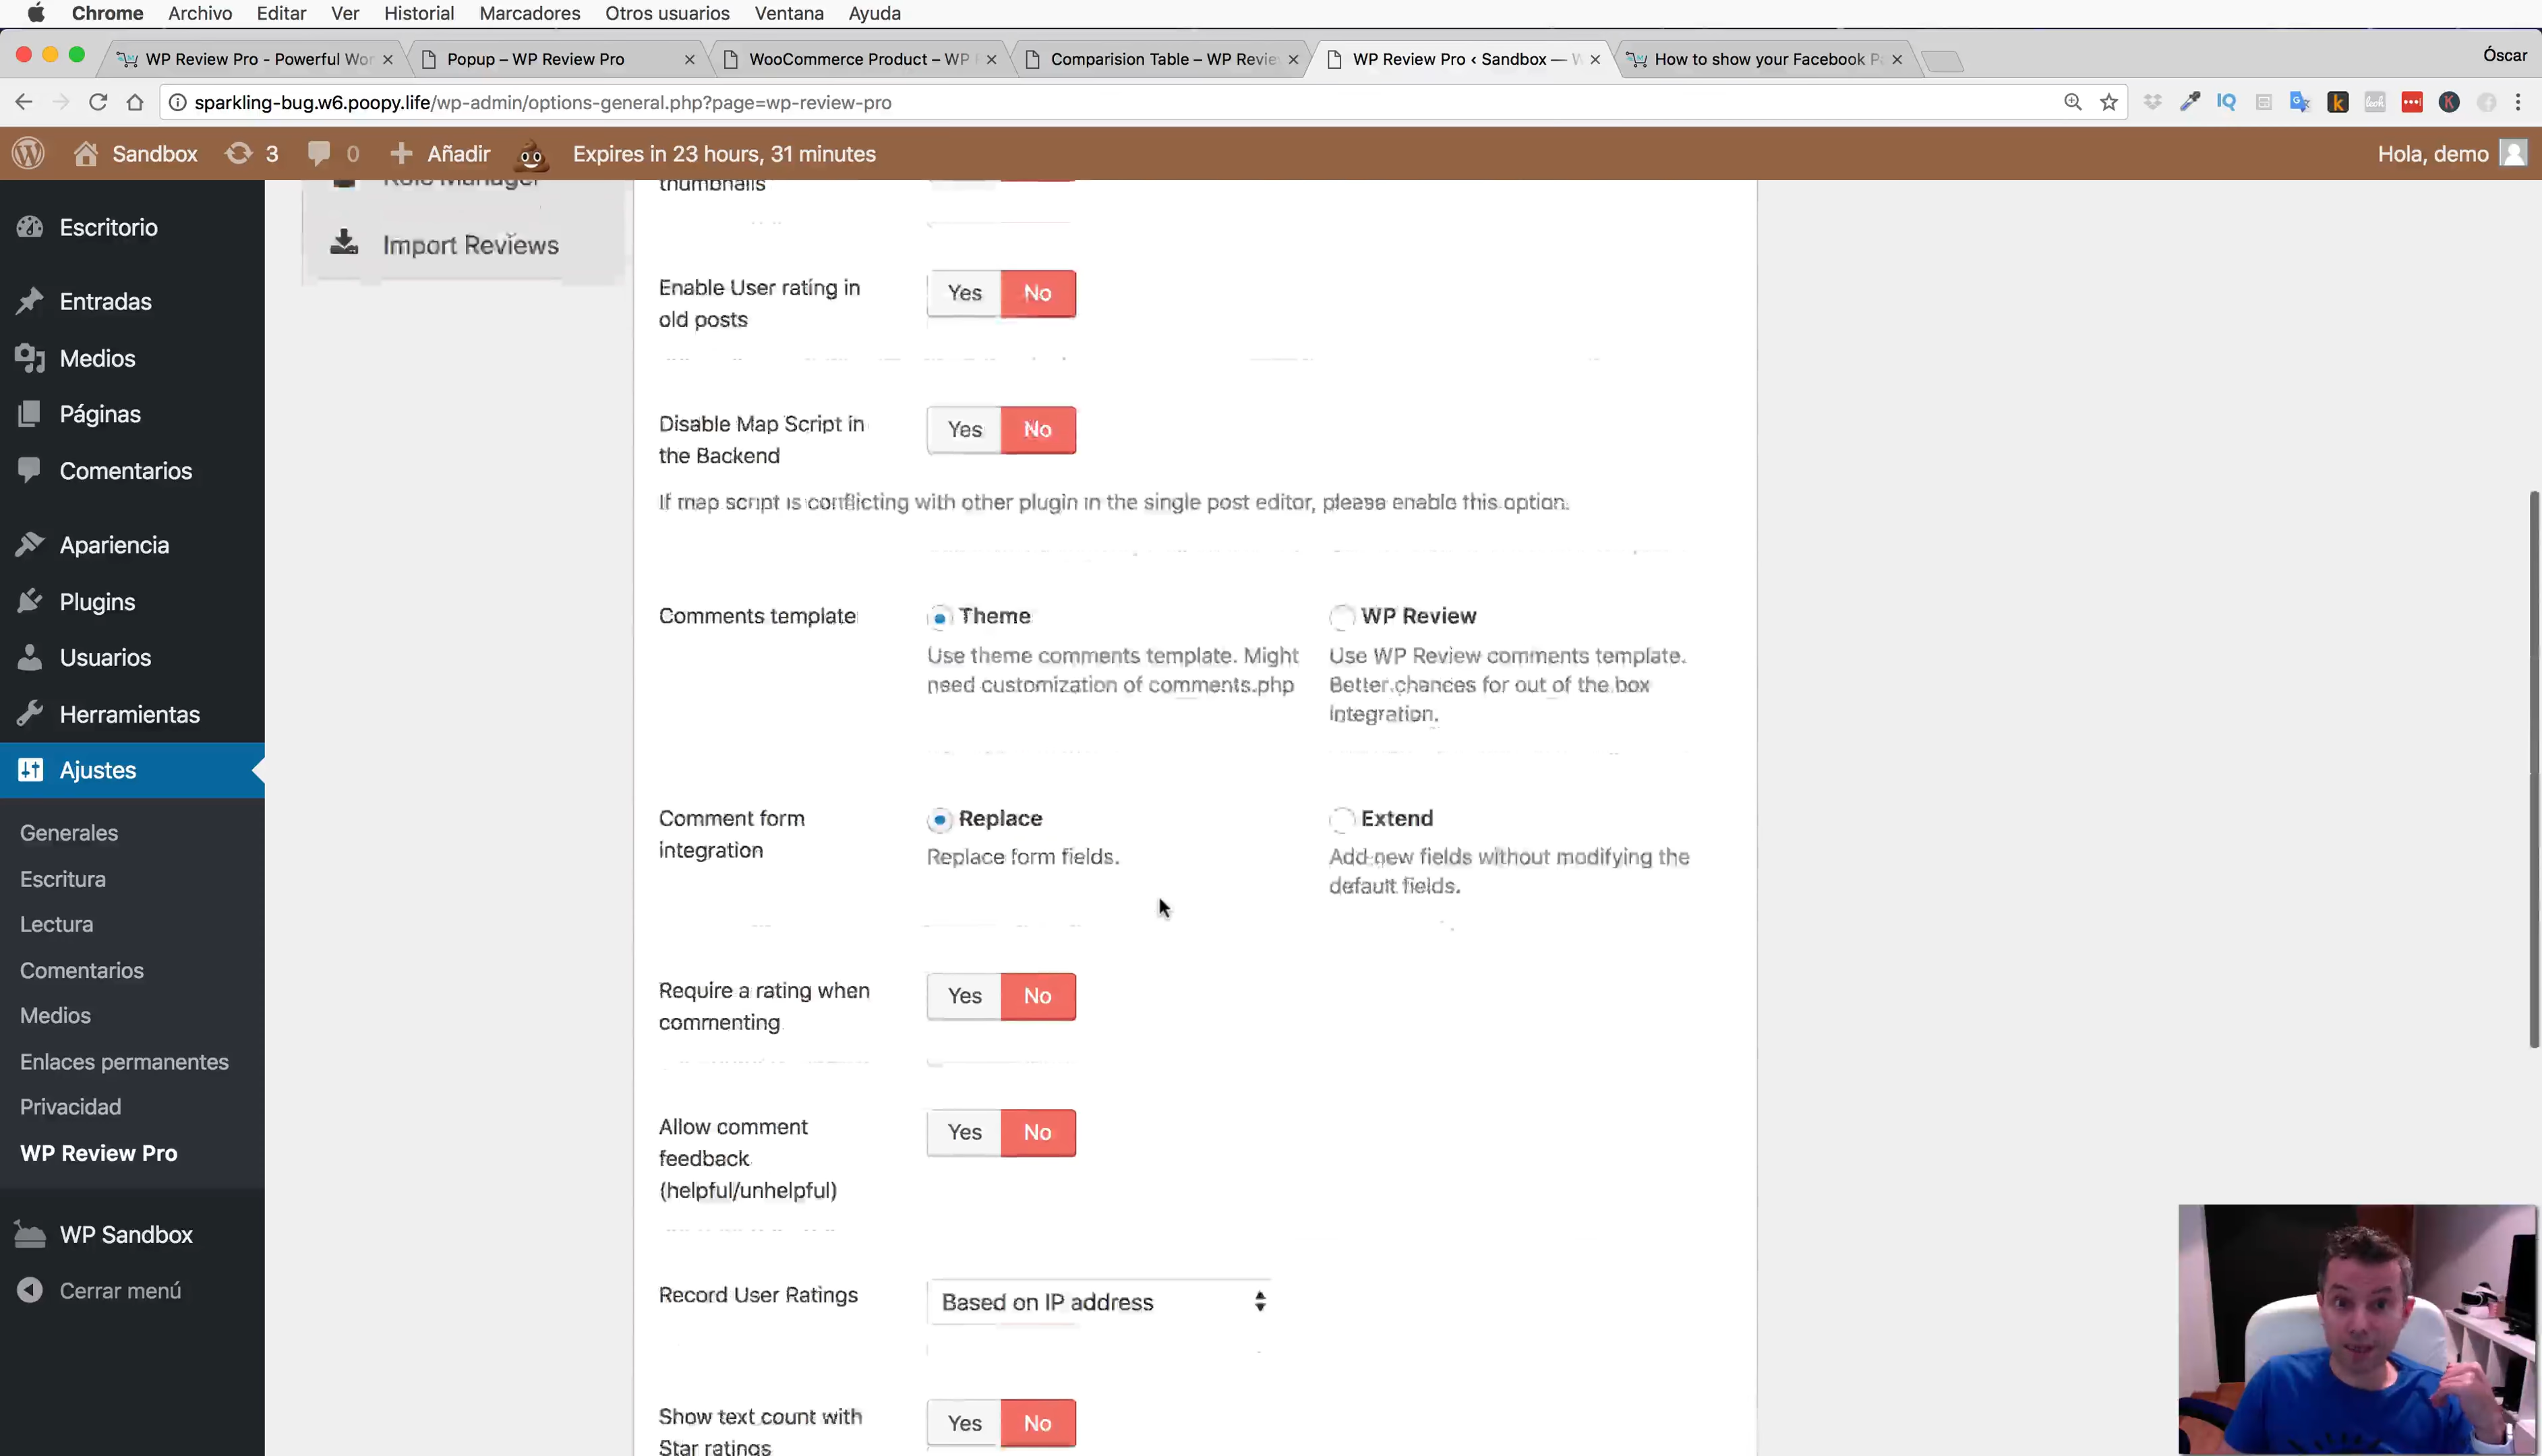 Chrome Archivo Editar Ver Historial Marcadores Otros usuarios Ventana Ayuda
WP Review Pro - Powerful Wor
Popup – WP Review Pro
WooCommerce Product – WP
Comparision Table – WP Revie
WP Review Pro ‹ Sandbox — W
How to show your Facebook P
Óscar
sparkling-bug.w6.poopy.life/wp-admin/options-general.php?page=wp-review-pro
Sandbox 3 0 Añadir Expires in 23 hours, 31 minutes Hola, demo
Escritorio
Entradas
Medios
Páginas
Comentarios
Apariencia
Plugins
Usuarios
Herramientas
Ajustes
Generales
Escritura
Lectura
Comentarios
Medios
Enlaces permanentes
Privacidad
WP Review Pro
WP Sandbox
Cerrar menú
Role Manager
Import Reviews
thumbnails
Enable User rating in
old posts
Yes No
Disable Map Script in
the Backend
Yes No
If map script is conflicting with other plugin in the single post editor, please enable this option.
Comments template
Theme
Use theme comments template. Might
need customization of comments.php
WP Review
Use WP Review comments template.
Better chances for out of the box
integration.
Comment form
integration
Replace
Replace form fields.
Extend
Add new fields without modifying the
default fields.
Require a rating when
commenting
Yes No
Allow comment
feedback
(helpful/unhelpful)
Yes No
Record User Ratings
Based on IP address
Show text count with
Star ratings
Yes No